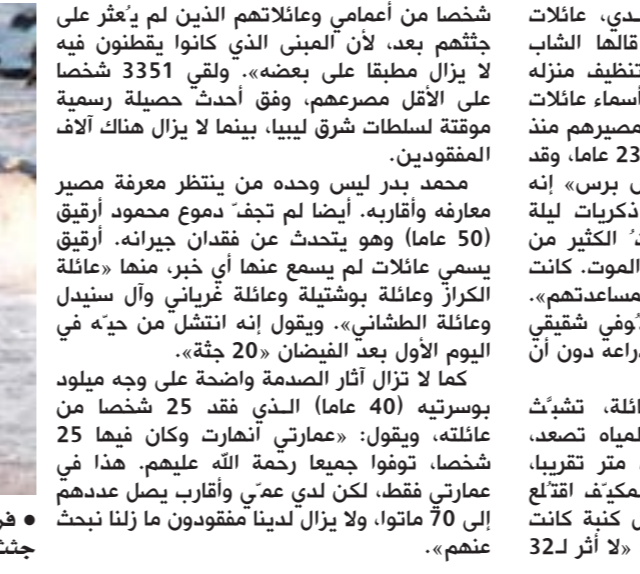 ـدي، عائلات
قالها الشاب
تنظيف منزله
أسماء عائلات
مصيرهم منذ
23 عاما، وقد
برس» إنه
ذكريات ليلة
الكثير من
الموت. كانت
مساعدتهم».
تُوفي شقيقي
دون أن
عائلة، تشبّثت
المياه تصعد،
متر تقريبا،
اقتُلع
كنبة كانت
«لا أثر لـ32
شخصا من أعمامي وعائلاتهم الذين لم يُعثر على
جثثهم بعد، لأن المبنى الذي كانوا يقطنون فيه
لا يزال مطبقا على بعضه». ولقي 3351 شخصا
على الأقل مصرعهم، وفق أحدث حصيلة رسمية
موقتة لسلطات شرق ليبيا، بينما لا يزال هناك آلاف
المفقودين.
محمد بدر ليس وحده من ينتظر معرفة مصير
معارفه وأقاربه. أيضا لم تجفّ دموع محمود أرقيق
(50 عاما) وهو يتحدث عن فقدان جيرانه. أرقيق
يسمي عائلات لم يسمع عنها أي خبر، منها «عائلة
الكراز وعائلة بوشتيلة وعائلة غرياني وآل سنيدل
وعائلة الطشاني». ويقول إنه انتشل من حيّه في
اليوم الأول بعد الفيضان «20 جثة».
كما لا تزال آثار الصدمة واضحة على وجه ميلود
بوسرتيه (40 عاما) الـذي فقد 25 شخصا من
عائلته، ويقول: «عمارتي انهارت وكان فيها 25
شخصا، توفوا جميعا رحمة الله عليهم. هذا في
عمارتي فقط، لكن لدي عمّي وأقارب يصل عددهم
إلى 70 ماتوا، ولا يزال لدينا مفقودون ما زلنا نبحث
عنهم».
● فر
جثث